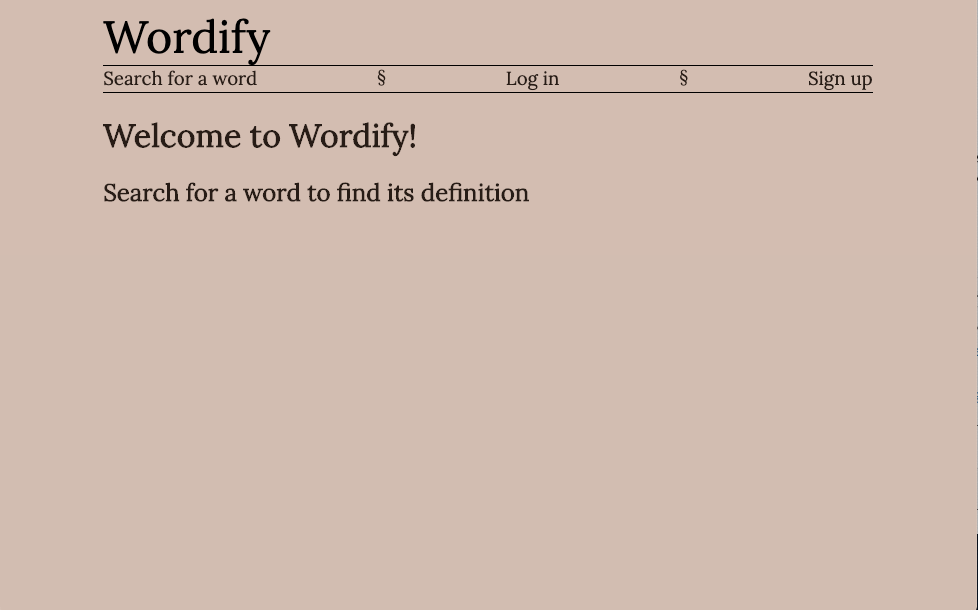 Wordify
Search for a word § Log in § Sign up
Welcome to Wordify!
Search for a word to find its definition